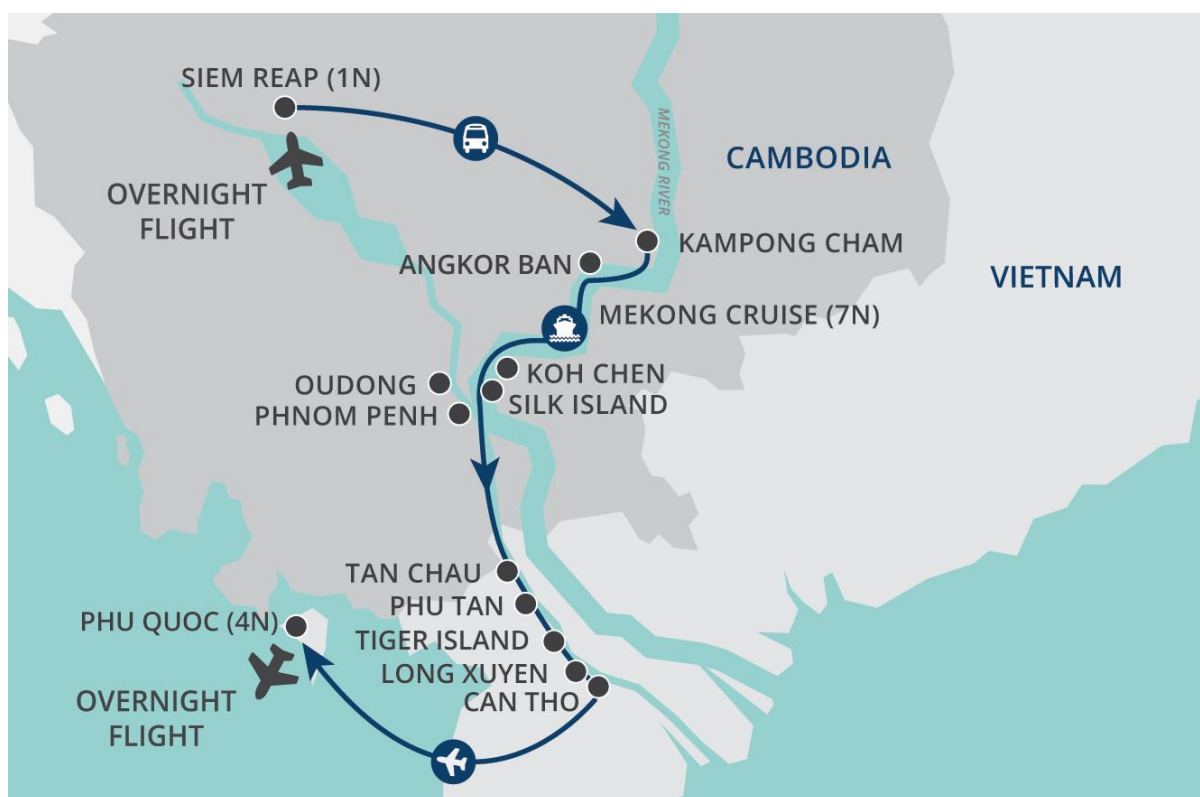 SIEM REAP (1N)
MEKONG RIVER
CAMBODIA
OVERNIGHT
FLIGHT
KAMPONG CHAM
ANGKOR BAN
VIETNAM
MEKONG CRUISE (7N)
KOH CHEN
OUDONG
SILK ISLAND
PHNOM PENH
TAN CHAU
PHU TAN
PHU QUOC (4N)
TIGER ISLAND
LONG XUYEN
CAN THO
OVERNIGHT
FLIGHT